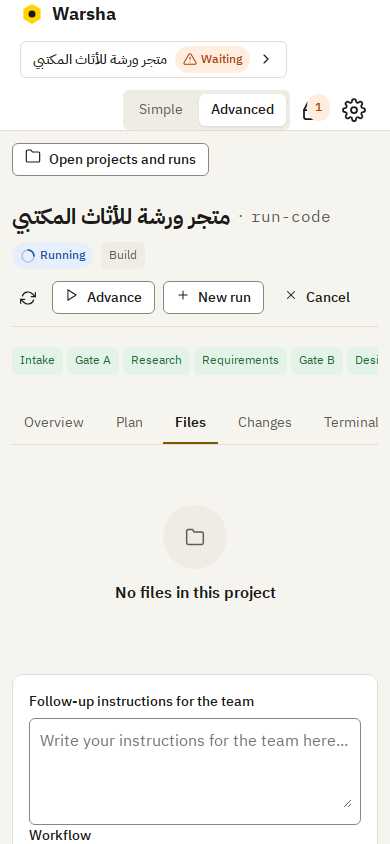 Warsha
متجر ورشة للأثاث المكتبي
Waiting
Simple
Advanced
1
Open projects and runs
متجر ورشة للأثاث المكتبي · run-code
Running
Build
Advance
New run
Cancel
Intake
Gate A
Research
Requirements
Gate B
Desi
Overview
Plan
Files
Changes
Terminal
No files in this project
Follow-up instructions for the team
Write your instructions for the team here...
Workflow